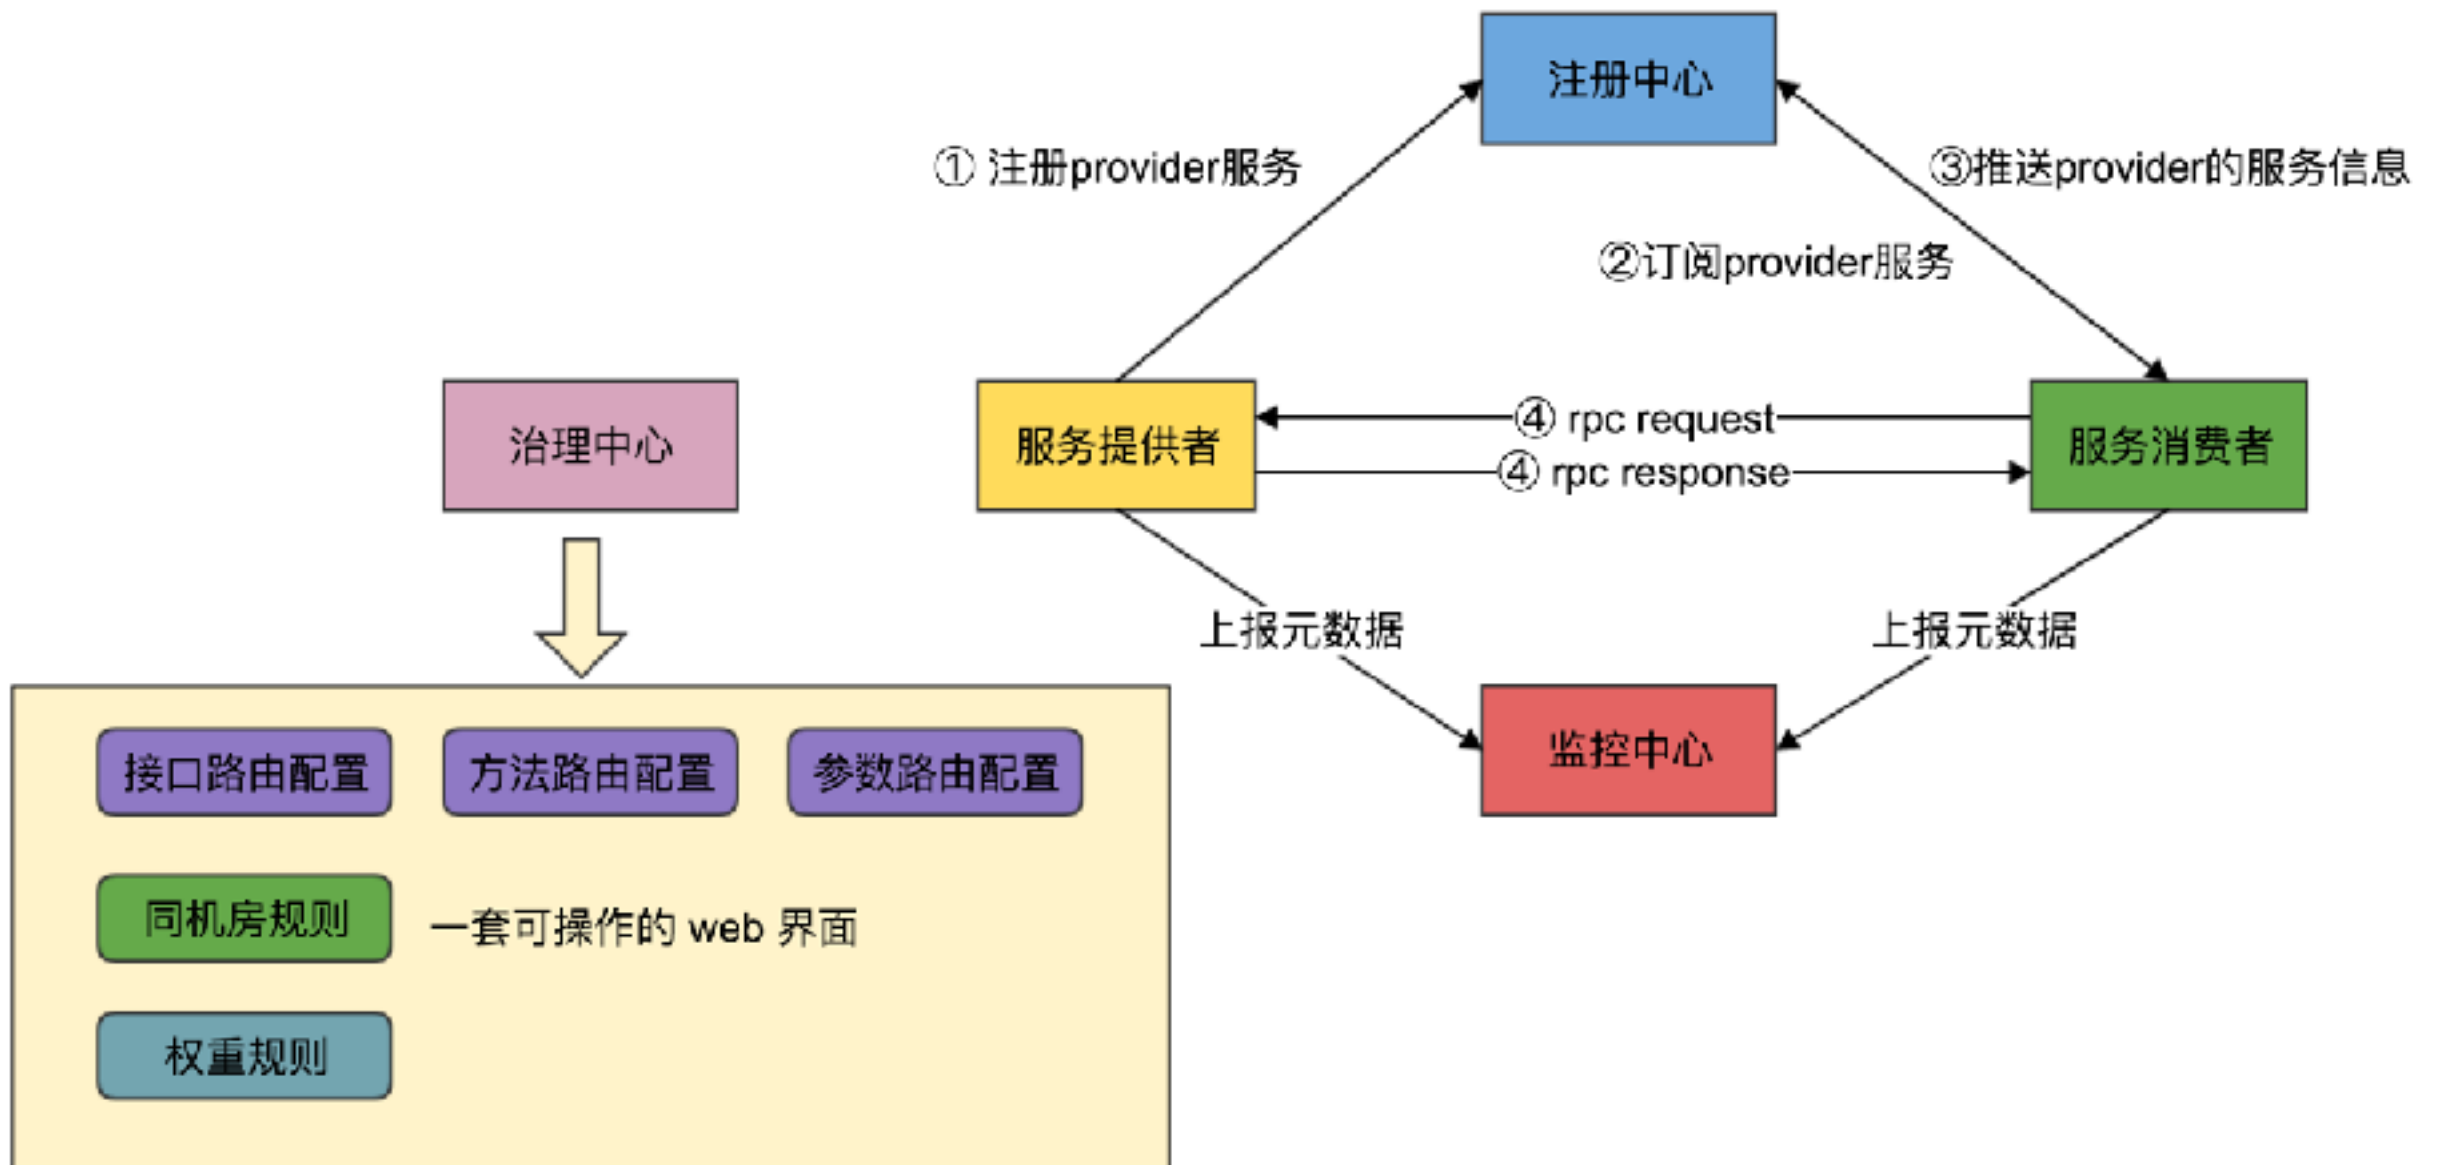 注册中心
① 注册provider服务
③推送provider的服务信息
②订阅provider服务
治理中心
服务提供者
④ rpc request
④ rpc response
服务消费者
上报元数据
上报元数据
监控中心
接口路由配置
方法路由配置
参数路由配置
同机房规则
一套可操作的 web 界面
权重规则